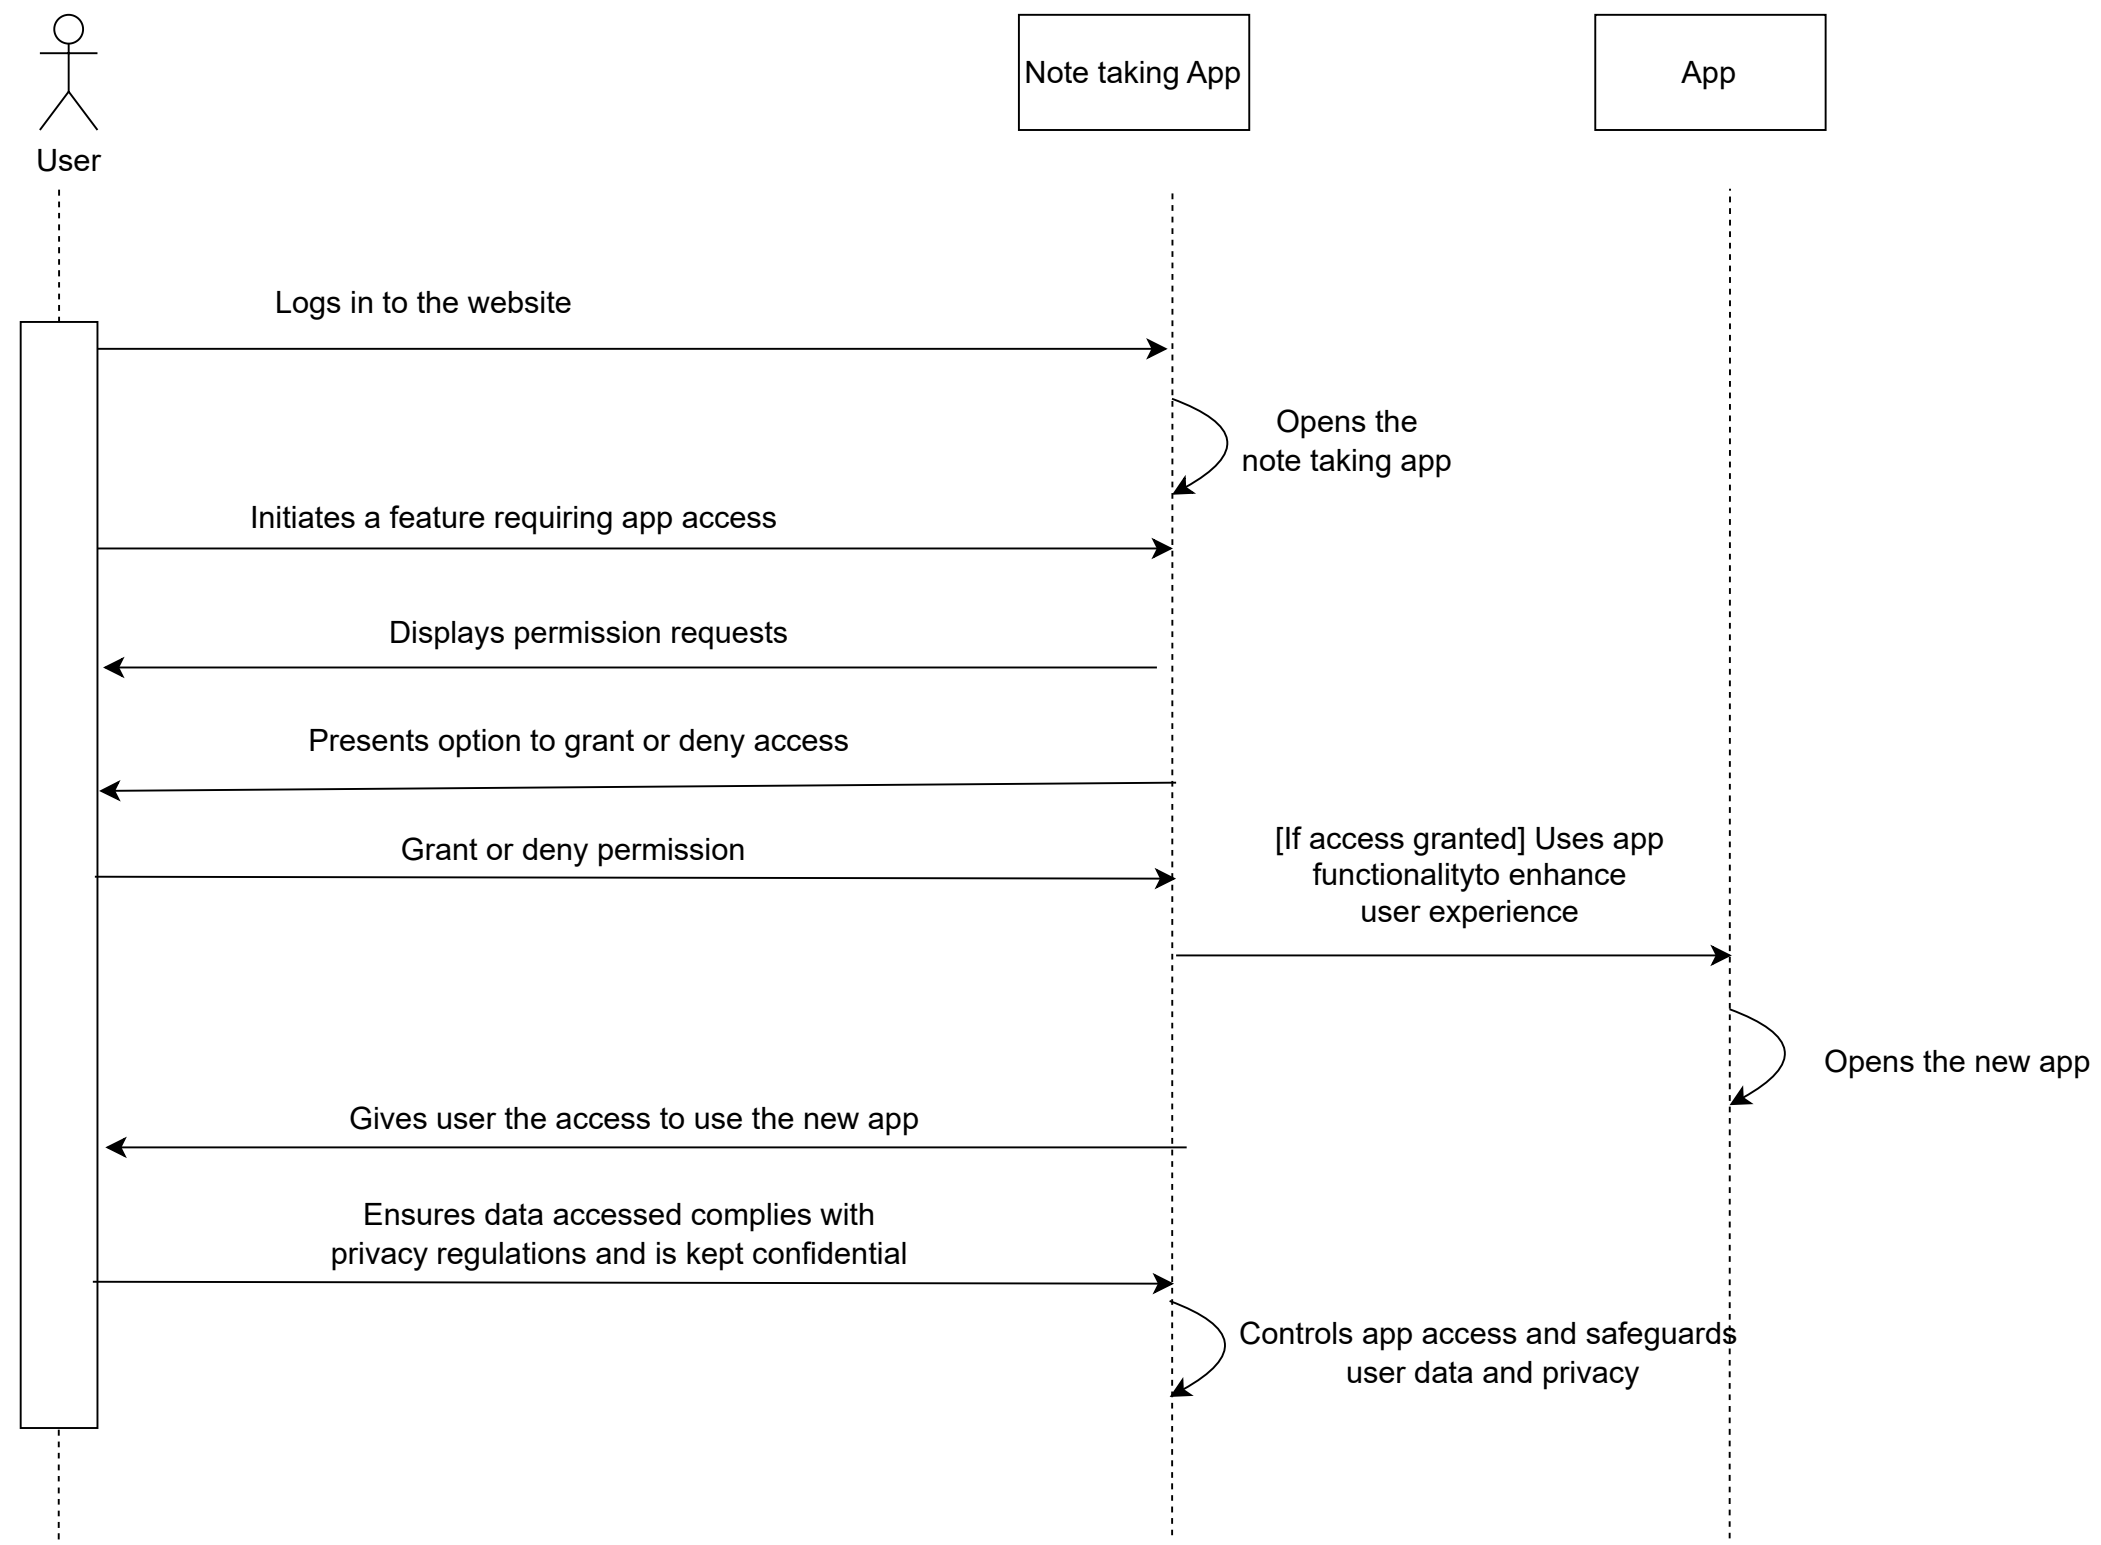 User
Note taking App
App
Logs in to the website
Opens the
note taking app
Initiates a feature requiring app access
Displays permission requests
Presents option to grant or deny access
Grant or deny permission
[If access granted] Uses app
functionalityto enhance
user experience
Opens the new app
Gives user the access to use the new app
Ensures data accessed complies with
privacy regulations and is kept confidential
Controls app access and safeguards
user data and privacy